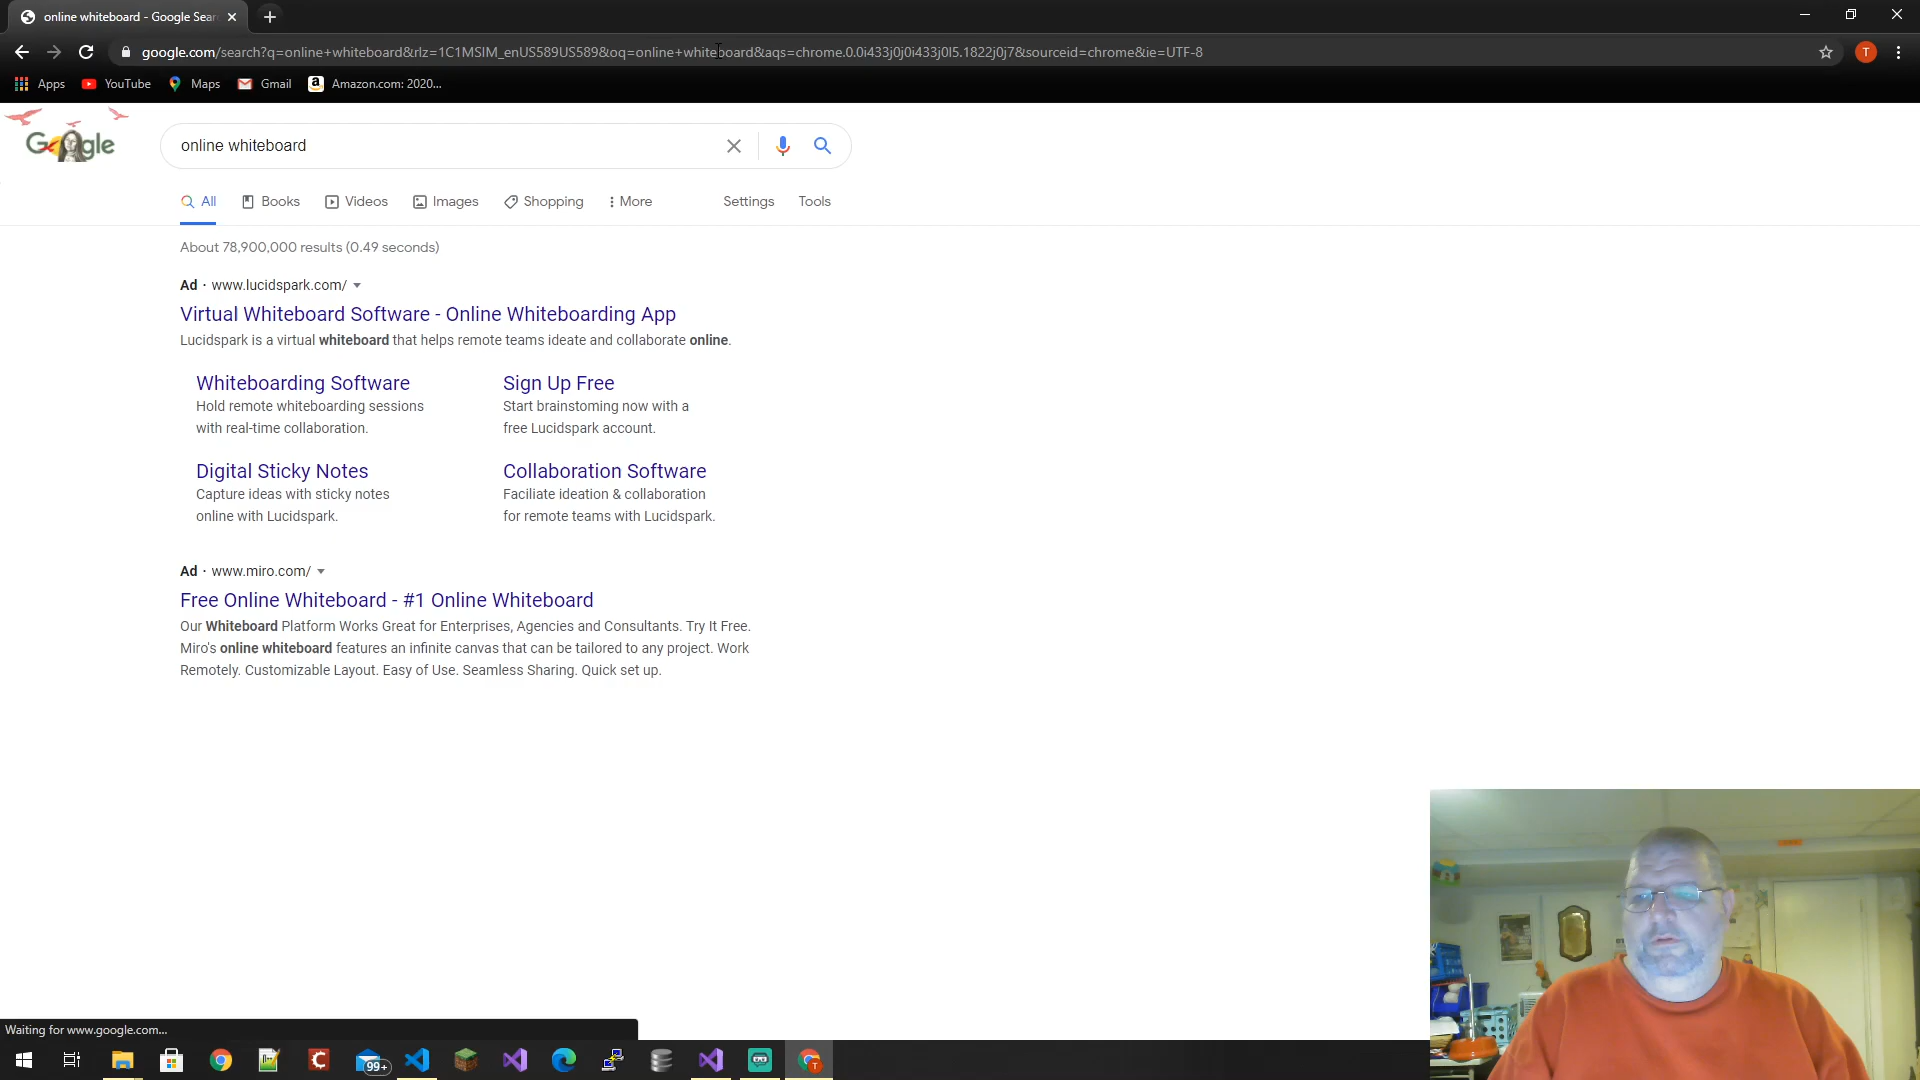 online whiteboard - Google Sear
google.com/search?q=online+whiteboard&rlz=1C1MSIM_enUS589US589&oq=online+whiteboard&aqs=chrome.0.0i433j0j0i433j0l5.1822j0j7&sourceid=chrome&ie=UTF-8
T
Apps YouTube Maps Gmail Amazon.com: 2020...
Google
online whiteboard
All Books Videos Images Shopping More Settings Tools
About 78,900,000 results (0.49 seconds)
Ad · www.lucidspark.com/
Virtual Whiteboard Software - Online Whiteboarding App
Lucidspark is a virtual whiteboard that helps remote teams ideate and collaborate online.
Whiteboarding Software
Hold remote whiteboarding sessions
with real-time collaboration.
Sign Up Free
Start brainstoming now with a
free Lucidspark account.
Digital Sticky Notes
Capture ideas with sticky notes
online with Lucidspark.
Collaboration Software
Faciliate ideation & collaboration
for remote teams with Lucidspark.
Ad · www.miro.com/
Free Online Whiteboard - #1 Online Whiteboard
Our Whiteboard Platform Works Great for Enterprises, Agencies and Consultants. Try It Free.
Miro's online whiteboard features an infinite canvas that can be tailored to any project. Work
Remotely. Customizable Layout. Easy of Use. Seamless Sharing. Quick set up.
Waiting for www.google.com...
99+
T